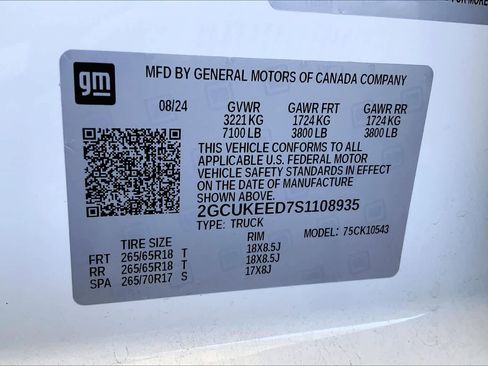 FOR MORE
gm
MFD BY GENERAL MOTORS OF CANADA COMPANY
08/24 GVWR GAWR FRT GAWR RR
3221 KG 1724 KG 1724 KG
7100 LB 3800 LB 3800 LB
THIS VEHICLE CONFORMS TO ALL
APPLICABLE U.S. FEDERAL MOTOR
VEHICLE SAFETY STANDARDS IN EFFECT
ON THE DATE OF MANUFACTURE
SHOWN ABOVE.
2GCUKEED7S1108935
TYPE: TRUCK MODEL: 75CK10543
TIRE SIZE RIM
FRT 265/65R18 T 18X8.5J
RR 265/65R18 T 18X8.5J
SPA 265/70R17 S 17X8J